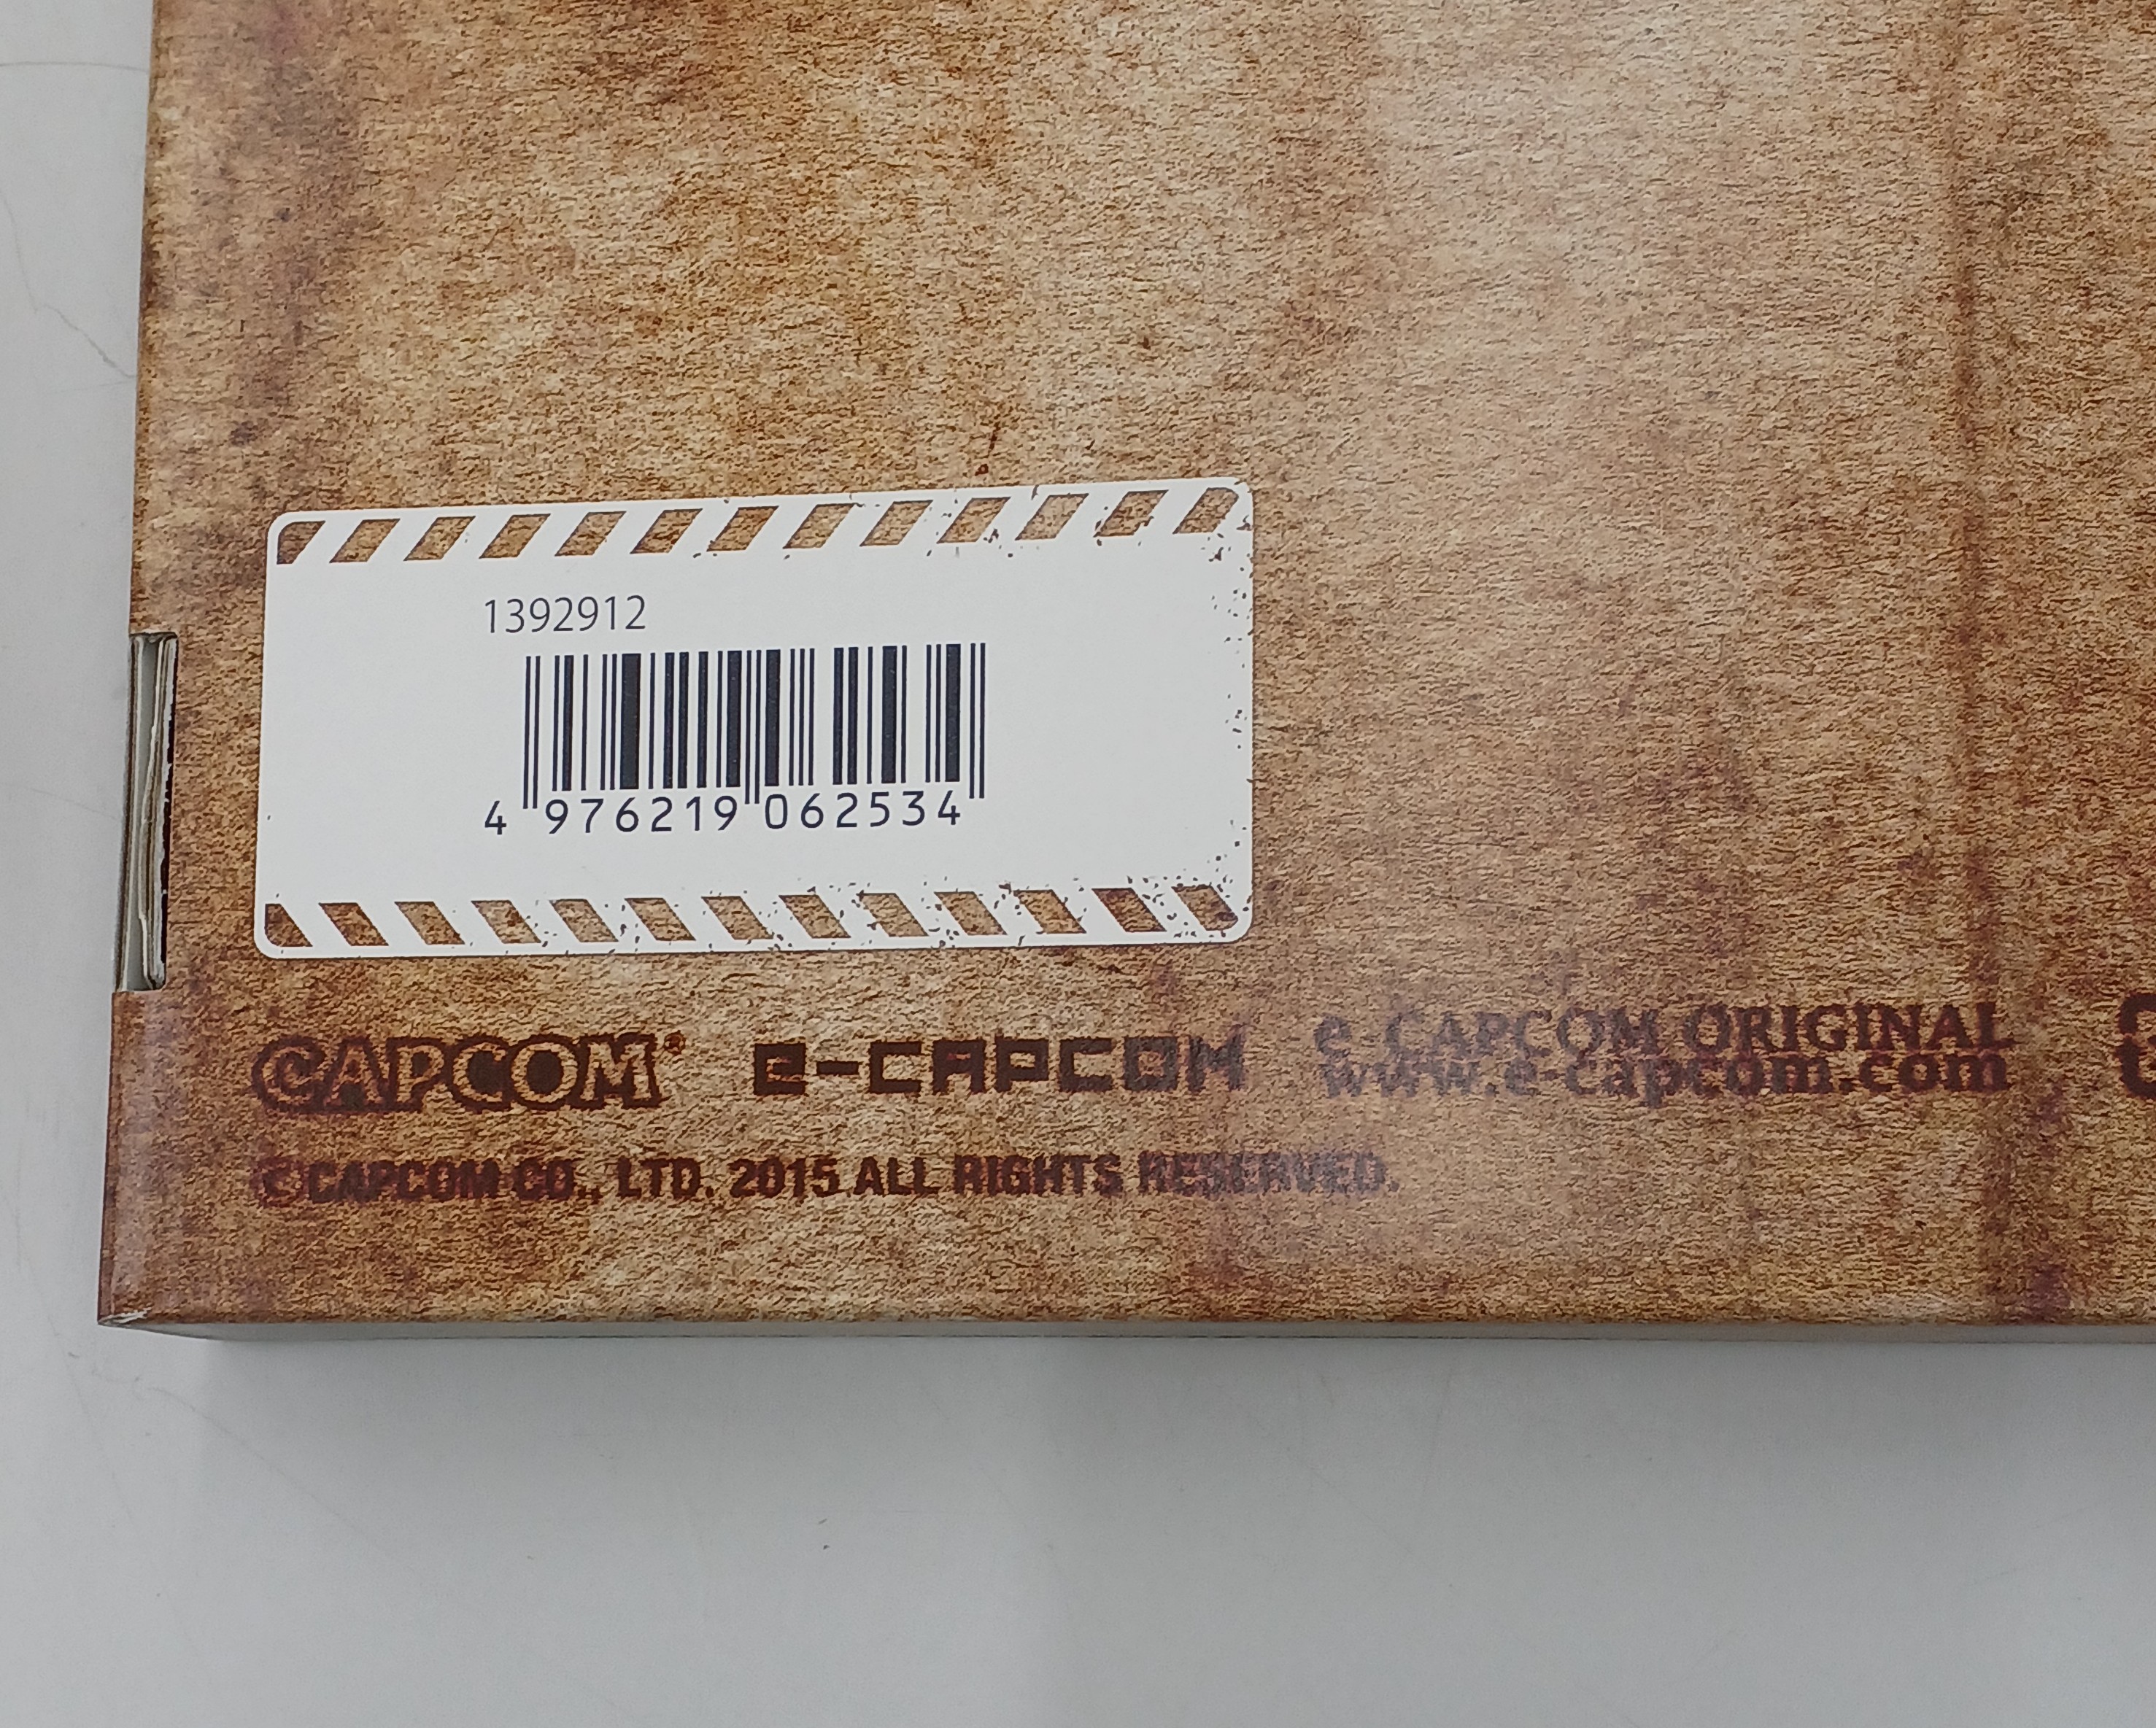 1392912
4 976219 062534
CAPCOM® e-CAPCOM e-CAPCOM ORIGINAL
www.e-capcom.com
©CAPCOM CO., LTD. 2015 ALL RIGHTS RESERVED.